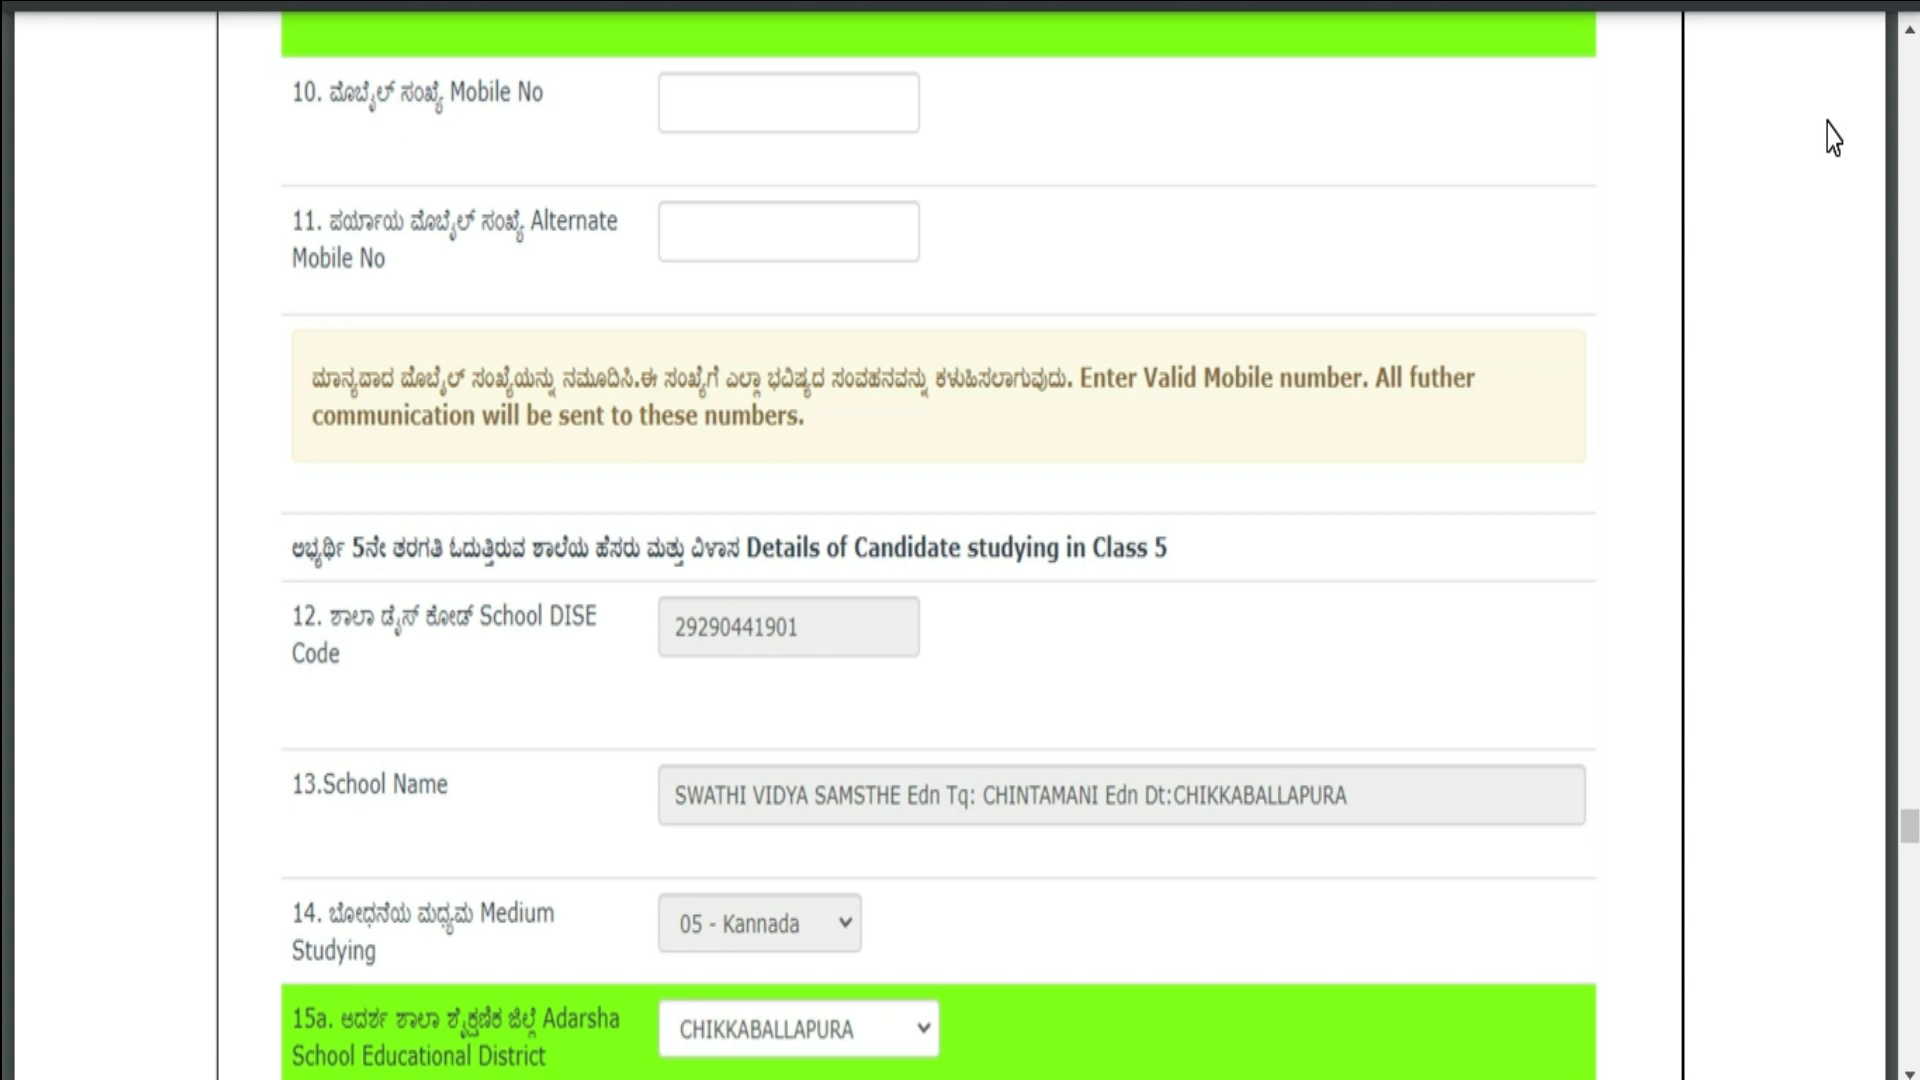 10. ಮೊಬೈಲ್ ಸಂಖ್ಯೆ Mobile No
11. ಪರ್ಯಾಯ ಮೊಬೈಲ್ ಸಂಖ್ಯೆ Alternate
Mobile No
ಮಾನ್ಯವಾದ ಮೊಬೈಲ್ ಸಂಖ್ಯೆಯನ್ನು ನಮೂದಿಸಿ.ಈ ಸಂಖ್ಯೆಗೆ ಎಲ್ಲಾ ಭವಿಷ್ಯದ ಸಂವಹನವನ್ನು ಕಳುಹಿಸಲಾಗುವುದು. Enter Valid Mobile number. All futher
communication will be sent to these numbers.
ಅಭ್ಯರ್ಥಿ 5ನೇ ತರಗತಿ ಓದುತ್ತಿರುವ ಶಾಲೆಯ ಹೆಸರು ಮತ್ತು ವಿಳಾಸ Details of Candidate studying in Class 5
12. ಶಾಲಾ ಡೈಸ್ ಕೋಡ್ School DISE
Code
29290441901
13.School Name
SWATHI VIDYA SAMSTHE Edn Tq: CHINTAMANI Edn Dt:CHIKKABALLAPURA
14. ಬೋಧನೆಯ ಮಧ್ಯಮ Medium
Studying
05 - Kannada
15a. ಆದರ್ಶ ಶಾಲಾ ಶೈಕ್ಷಣಿಕ ಜಿಲ್ಲೆ Adarsha
School Educational District
CHIKKABALLAPURA